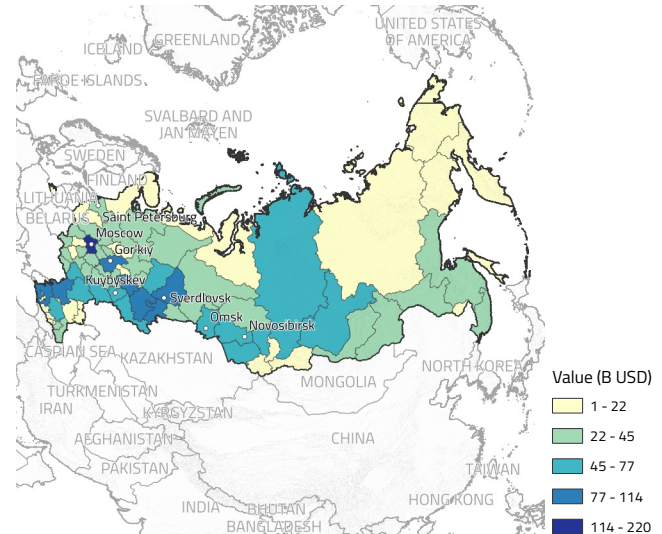 UNITED STATES
OF AMERICA
GREENLAND
ICELAND
FAROE ISLANDS
SVALBARD AND
JAN MAYEN
SWEDEN
FINLAND
LITHUANIA
BELARUS
Saint Petersburg
Moscow
Gor'kiy
Kuybyskev
Sverdlovsk
Omsk
Novosibirsk
CASPIAN SEA
KAZAKHSTAN
NORTH KOREA
MONGOLIA
TURKMENISTAN
IRAN
KYRGYZSTAN
AFGHANISTAN
CHINA
PAKISTAN
TAIWAN
HONG KONG
INDIA
BHUTAN
BANGLADESH
Value (B USD)
1 - 22
22 - 45
45 - 77
77 - 114
114 - 220